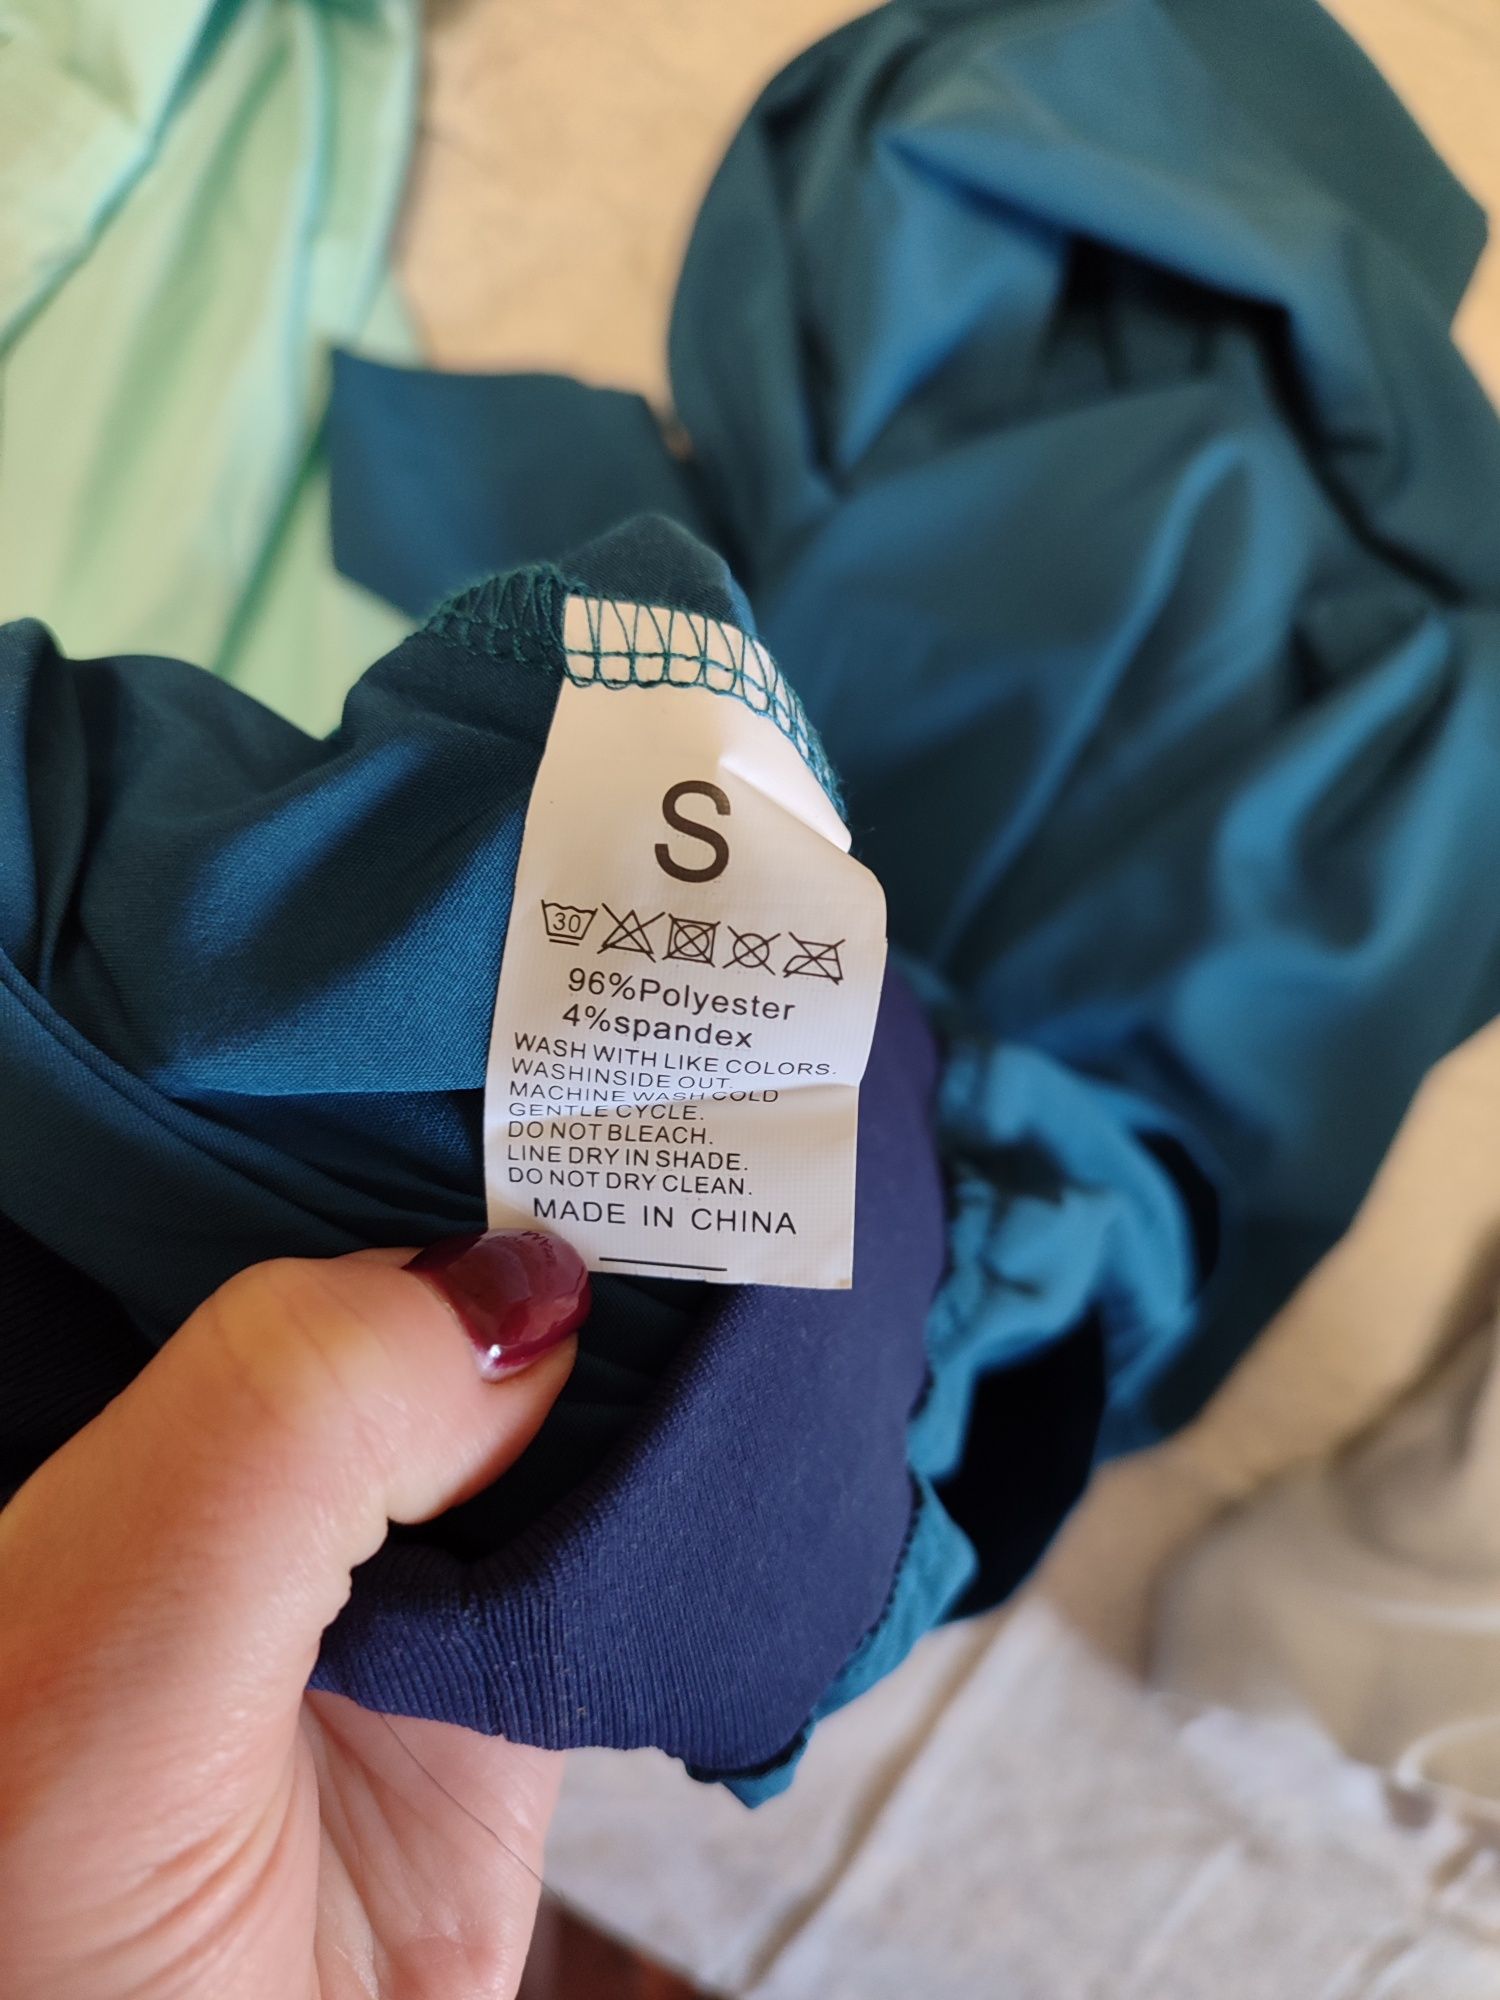 S
30
96%Polyester
4%spandex
WASH WITH LIKE COLORS.
WASHINSIDE OUT.
MACHINE WASH COLD
GENTLE CYCLE.
DO NOT BLEACH.
LINE DRY IN SHADE.
DO NOT DRY CLEAN.
MADE IN CHINA